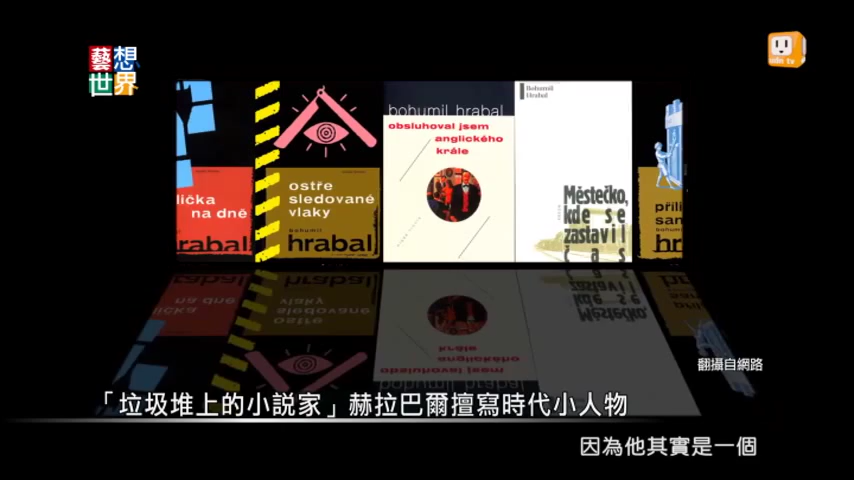 藝想
世界
udn tv
lička
na dně
hrabal
ostře
sledované
vlaky
bohumil
hrabal
bohumil hrabal
obsluhoval jsem
anglického
krále
Bohumil
Hrabal
Městečko,
kde se
zastavil
čas
翻攝自網路
「垃圾堆上的小說家」赫拉巴爾擅寫時代小人物
因為他其實是一個